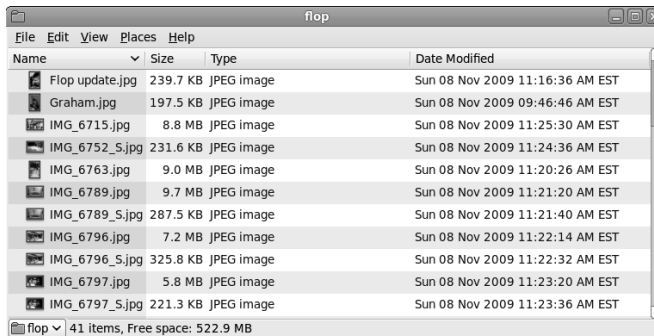 flop
File Edit View Places Help
Name Size Type Date Modified
Flop update.jpg 239.7 KB JPEG image Sun 08 Nov 2009 11:16:36 AM EST
Graham.jpg 197.5 KB JPEG image Sun 08 Nov 2009 09:46:46 AM EST
IMG_6715.jpg 8.8 MB JPEG image Sun 08 Nov 2009 11:25:30 AM EST
IMG_6752_S.jpg 231.6 KB JPEG image Sun 08 Nov 2009 11:24:36 AM EST
IMG_6763.jpg 9.0 MB JPEG image Sun 08 Nov 2009 11:20:26 AM EST
IMG_6789.jpg 9.7 MB JPEG image Sun 08 Nov 2009 11:21:20 AM EST
IMG_6789_S.jpg 287.5 KB JPEG image Sun 08 Nov 2009 11:21:40 AM EST
IMG_6796.jpg 7.2 MB JPEG image Sun 08 Nov 2009 11:22:14 AM EST
IMG_6796_S.jpg 325.8 KB JPEG image Sun 08 Nov 2009 11:22:32 AM EST
IMG_6797.jpg 5.8 MB JPEG image Sun 08 Nov 2009 11:23:20 AM EST
IMG_6797_S.jpg 221.3 KB JPEG image Sun 08 Nov 2009 11:23:36 AM EST
flop 41 items, Free space: 522.9 MB